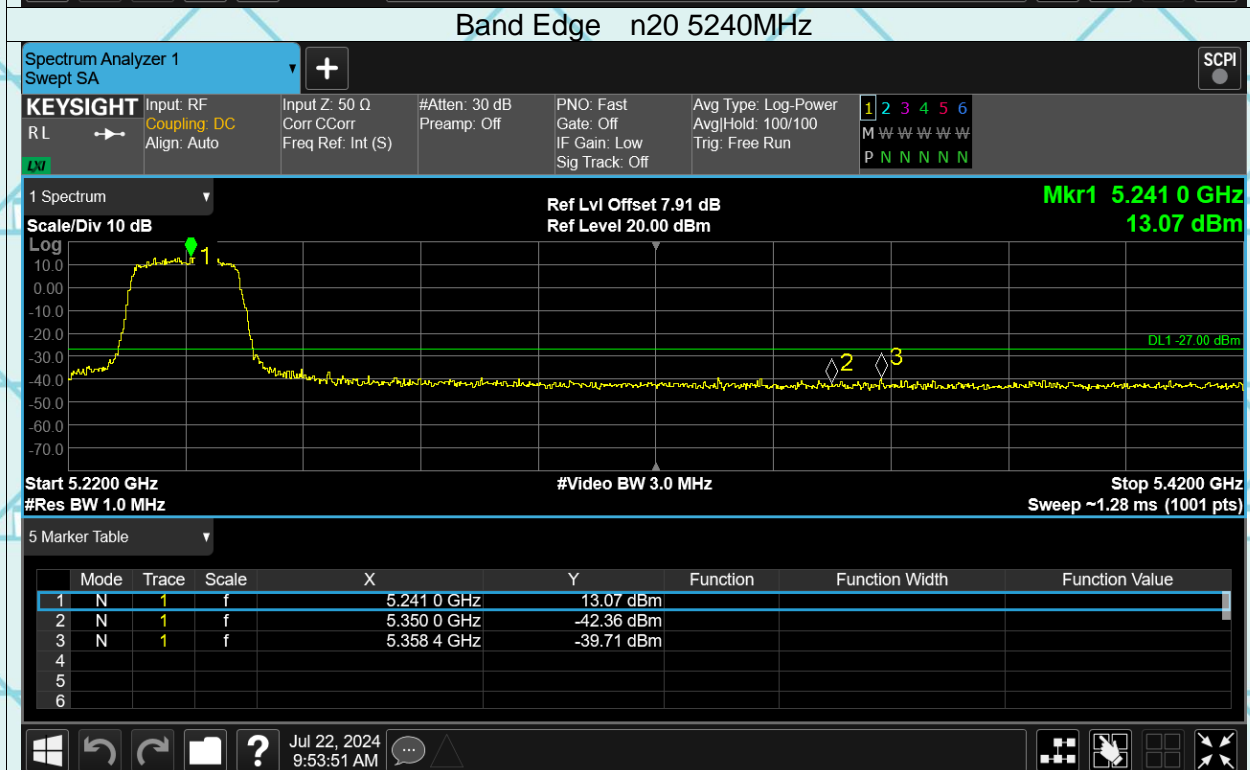 Band Edge n20 5240MHz
Spectrum Analyzer 1
Swept SA
+
SCPI
KEYSIGHT Input: RF Input Z: 50 Ω #Atten: 30 dB PNO: Fast Avg Type: Log-Power 1 2 3 4 5 6
R L Coupling: DC Corr CCorr Preamp: Off Gate: Off Avg|Hold: 100/100 M W W W W W W
Align: Auto Freq Ref: Int (S) IF Gain: Low Trig: Free Run P N N N N N
LXI Sig Track: Off
1 Spectrum Ref Lvl Offset 7.91 dB Mkr1 5.241 0 GHz
Scale/Div 10 dB Ref Level 20.00 dBm 13.07 dBm
Log
1
10.0
0.00
-10.0
-20.0
DL1 -27.00 dBm
-30.0
2 3
-40.0
-50.0
-60.0
-70.0
Start 5.2200 GHz #Video BW 3.0 MHz Stop 5.4200 GHz
#Res BW 1.0 MHz Sweep ~1.28 ms (1001 pts)
5 Marker Table
Mode Trace Scale X Y Function Function Width Function Value
1 N 1 f 5.241 0 GHz 13.07 dBm
2 N 1 f 5.350 0 GHz -42.36 dBm
3 N 1 f 5.358 4 GHz -39.71 dBm
4
5
6
? Jul 22, 2024
9:53:51 AM